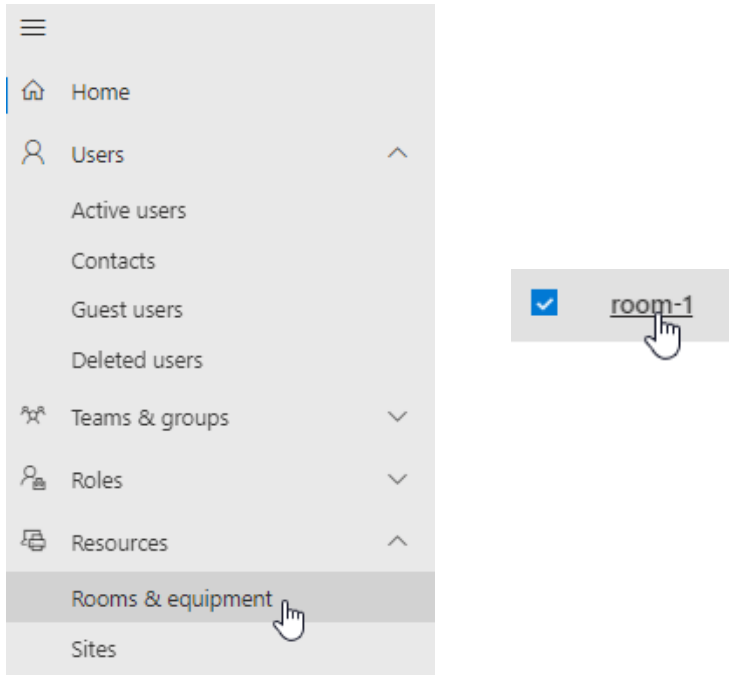 Home
Users
Active users
Contacts
Guest users
Deleted users
Teams & groups
Roles
Resources
Rooms & equipment
Sites
room-1